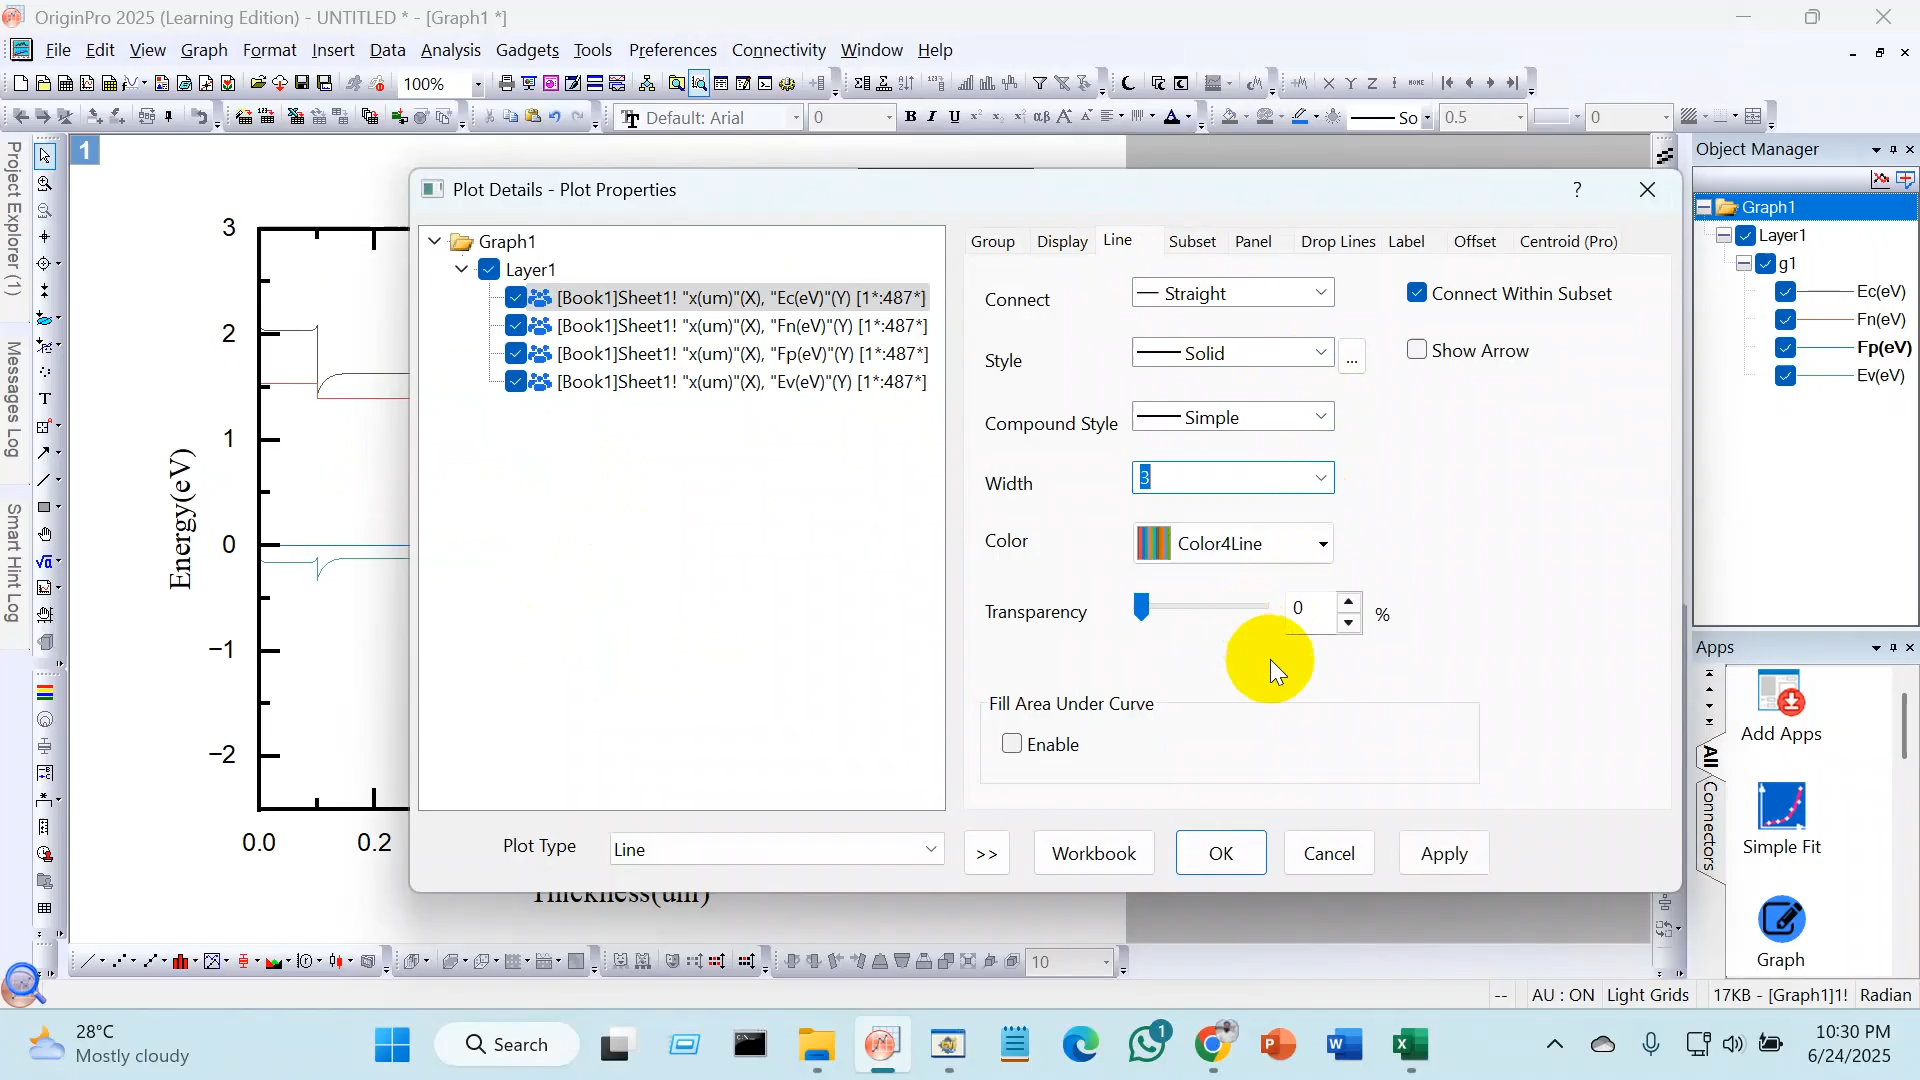 OriginPro 2025 (Learning Edition) - UNTITLED * - [Graph1 *]
File Edit View Graph Format Insert Data Analysis Gadgets Tools Preferences Connectivity Window Help
100%
Default: Arial 0 B I U So 0.5 0
Project Explorer (1)
Messages Log
Smart Hint Log
1
Energy(eV)
3
2
1
0
−1
−2
0.0 0.2
Thickness(um)
Plot Details - Plot Properties
Graph1
Layer1
[Book1]Sheet1! "x(um)"(X), "Ec(eV)"(Y) [1*:487*]
[Book1]Sheet1! "x(um)"(X), "Fn(eV)"(Y) [1*:487*]
[Book1]Sheet1! "x(um)"(X), "Fp(eV)"(Y) [1*:487*]
[Book1]Sheet1! "x(um)"(X), "Ev(eV)"(Y) [1*:487*]
Group Display Line Subset Panel Drop Lines Label Offset Centroid (Pro)
Connect Straight Connect Within Subset
Style Solid ... Show Arrow
Compound Style Simple
Width 3
Color Color4Line
Transparency 0 %
Fill Area Under Curve
Enable
Plot Type Line >> Workbook OK Cancel Apply
Object Manager
Graph1
Layer1
g1
Ec(eV)
Fn(eV)
Fp(eV)
Ev(eV)
Apps
All
Connectors
Add Apps
Simple Fit
Graph
10
-- AU : ON Light Grids 17KB - [Graph1]1! Radian
28°C
Mostly cloudy
Search
1
10:30 PM
6/24/2025